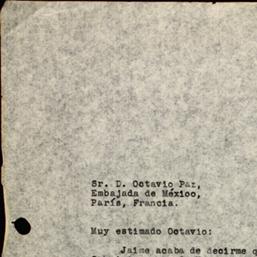 Sr. D. Octavio Paz,
Embajada de México,
París, Francia.
Muy estimado Octavio:
Jaime acaba de decirme q